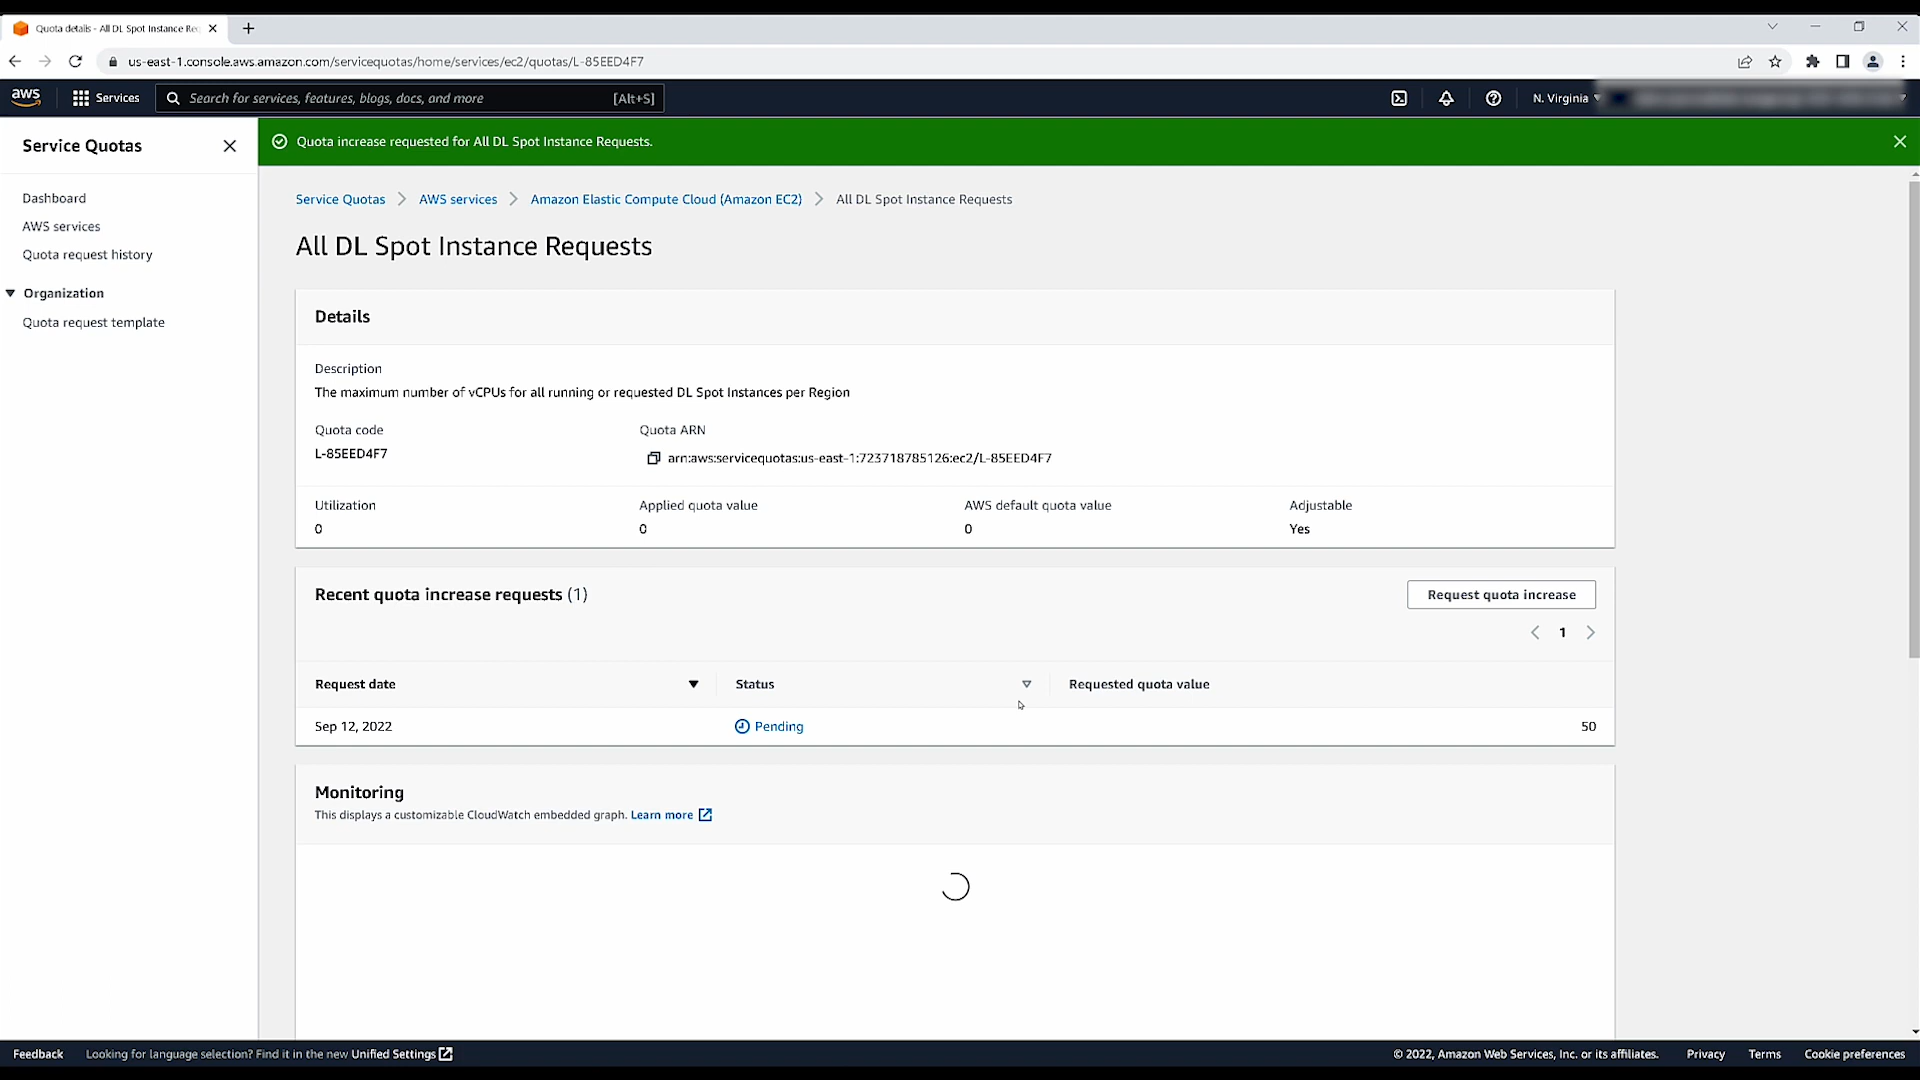 Quota details - All DL Spot Instance Rec
us-east-1.console.aws.amazon.com/servicequotas/home/services/ec2/quotas/L-85EED4F7
aws
Services
Search for services, features, blogs, docs, and more
[Alt+S]
N. Virginia
Service Quotas
Quota increase requested for All DL Spot Instance Requests.
Dashboard
AWS services
Quota request history
Organization
Quota request template
Service Quotas
AWS services
Amazon Elastic Compute Cloud (Amazon EC2)
All DL Spot Instance Requests
All DL Spot Instance Requests
Details
Description
The maximum number of vCPUs for all running or requested DL Spot Instances per Region
Quota code
L-85EED4F7
Quota ARN
arn:aws:servicequotas:us-east-1:723718785126:ec2/L-85EED4F7
Utilization
0
Applied quota value
0
AWS default quota value
0
Adjustable
Yes
Recent quota increase requests (1)
Request quota increase
1
Request date
Status
Requested quota value
Sep 12, 2022
Pending
50
Monitoring
This displays a customizable CloudWatch embedded graph. Learn more
Feedback
Looking for language selection? Find it in the new Unified Settings
© 2022, Amazon Web Services, Inc. or its affiliates.
Privacy
Terms
Cookie preferences